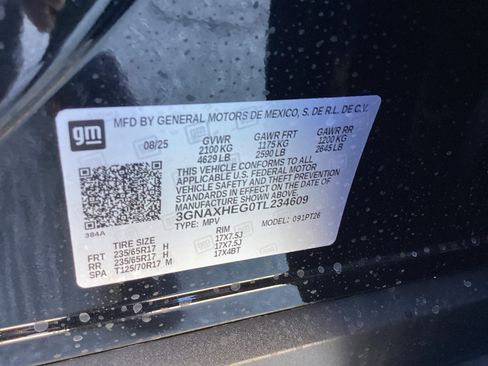 gm
MFD BY GENERAL MOTORS DE MEXICO, S. DE R.L. DE C.V.
08/25 GVWR GAWR FRT GAWR RR
2100 KG 1175 KG 1200 KG
4629 LB 2590 LB 2645 LB
THIS VEHICLE CONFORMS TO ALL
APPLICABLE U.S. FEDERAL MOTOR
VEHICLE SAFETY AND THEFT PREVENTION
STANDARDS IN EFFECT ON THE DATE OF
MANUFACTURE SHOWN ABOVE.
3GNAXHEG0TL234609
TYPE: MPV MODEL: 091PT26
384A
TIRE SIZE RIM
FRT 235/65R17 H 17X7.5J
RR 235/65R17 H 17X7.5J
SPA T125/70R17 M 17X4BT